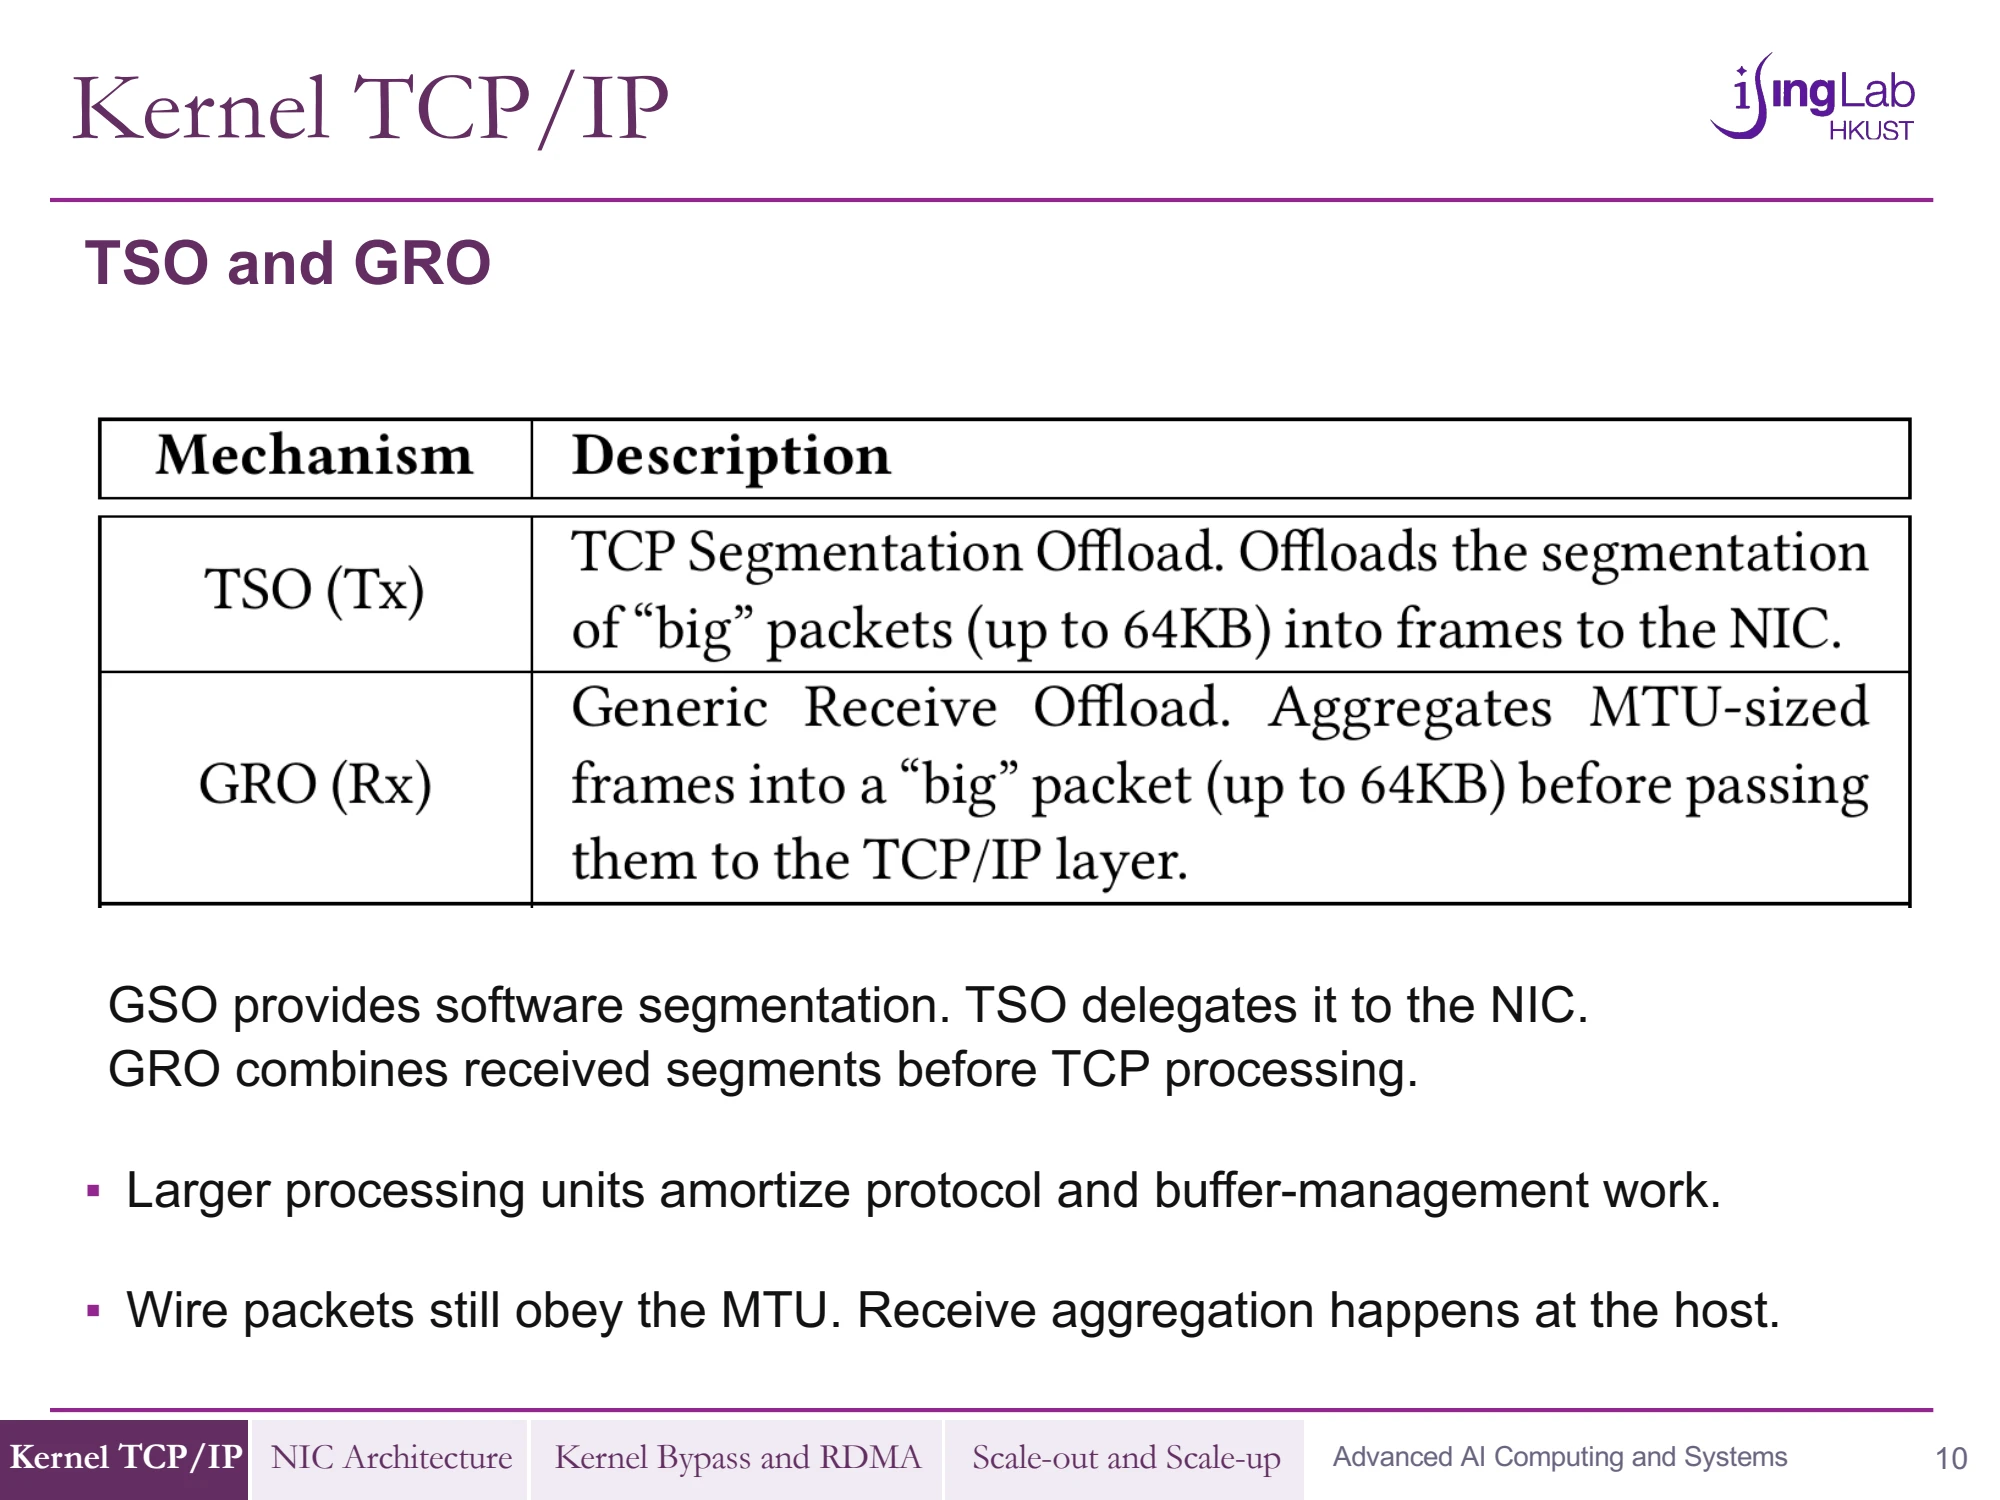 Kernel TCP/IP
isingLab
HKUST
TSO and GRO
Mechanism Description
TSO (Tx) TCP Segmentation Offload. Offloads the segmentation
of “big” packets (up to 64KB) into frames to the NIC.
GRO (Rx) Generic Receive Offload. Aggregates MTU-sized
frames into a “big” packet (up to 64KB) before passing
them to the TCP/IP layer.
GSO provides software segmentation. TSO delegates it to the NIC.
GRO combines received segments before TCP processing.
▪ Larger processing units amortize protocol and buffer-management work.
▪ Wire packets still obey the MTU. Receive aggregation happens at the host.
Kernel TCP/IP NIC Architecture Kernel Bypass and RDMA Scale-out and Scale-up Advanced AI Computing and Systems 10